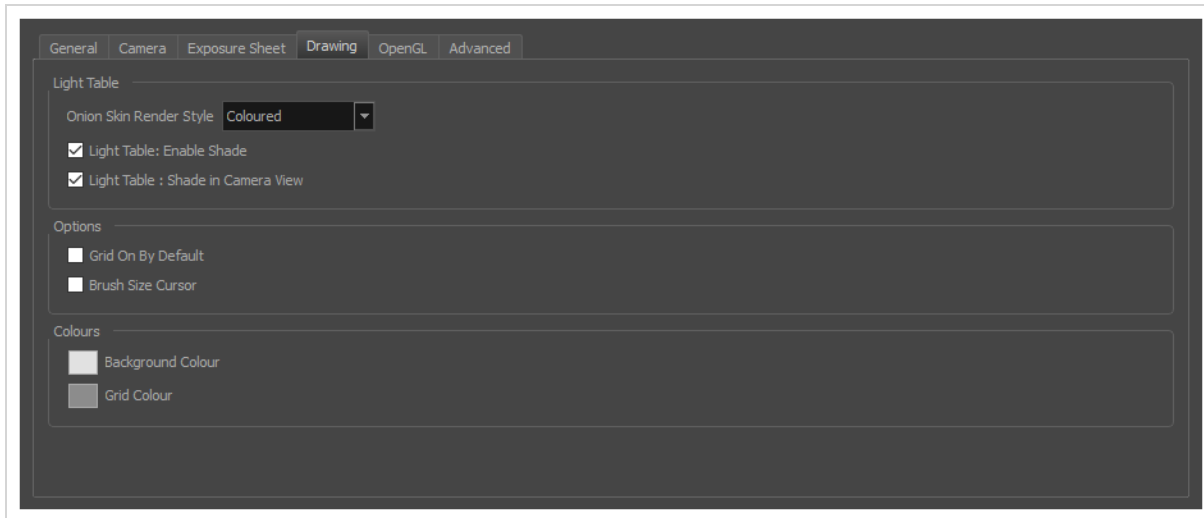 General Camera Exposure Sheet Drawing OpenGL Advanced
Light Table
Onion Skin Render Style Coloured
Light Table: Enable Shade
Light Table : Shade in Camera View
Options
Grid On By Default
Brush Size Cursor
Colours
Background Colour
Grid Colour